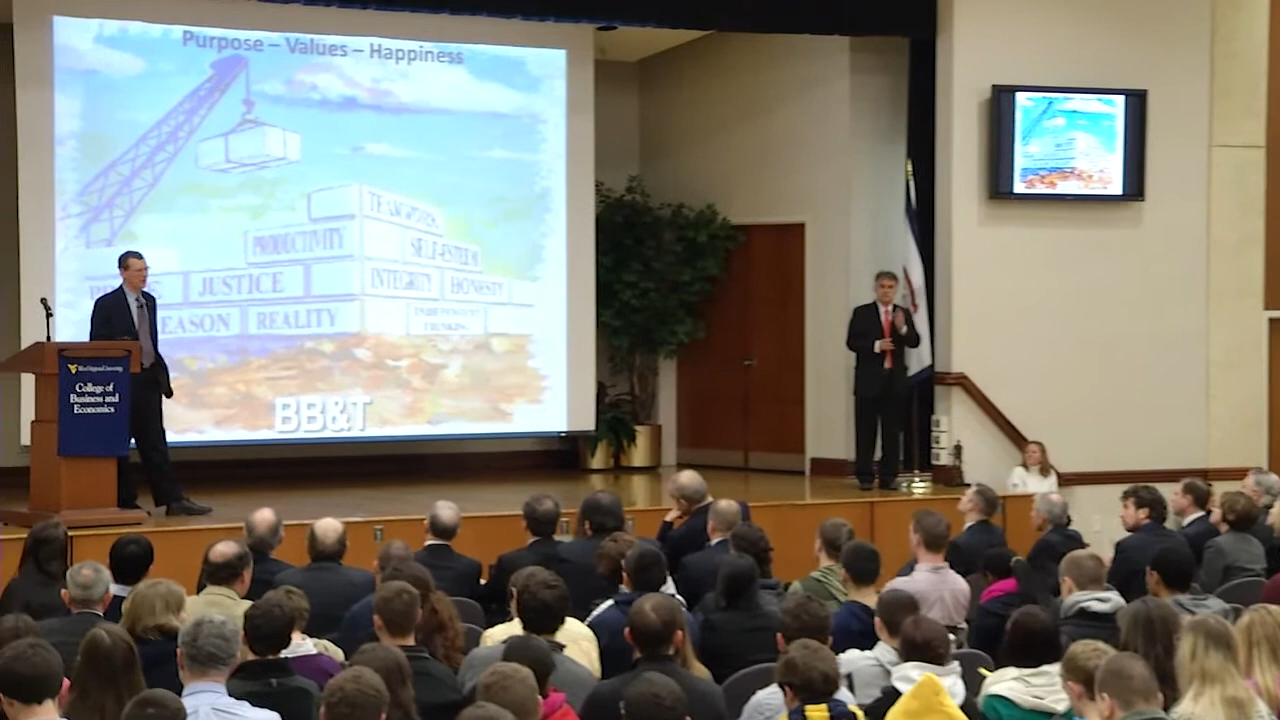 Purpose – Values – Happiness
TEAMWORK
PRODUCTIVITY
SELF-ESTEEM
JUSTICE
INTEGRITY
HONESTY
EASON
REALITY
INDEPENDENT
THINKING
BB&T
West Virginia University
College of
Business and
Economics